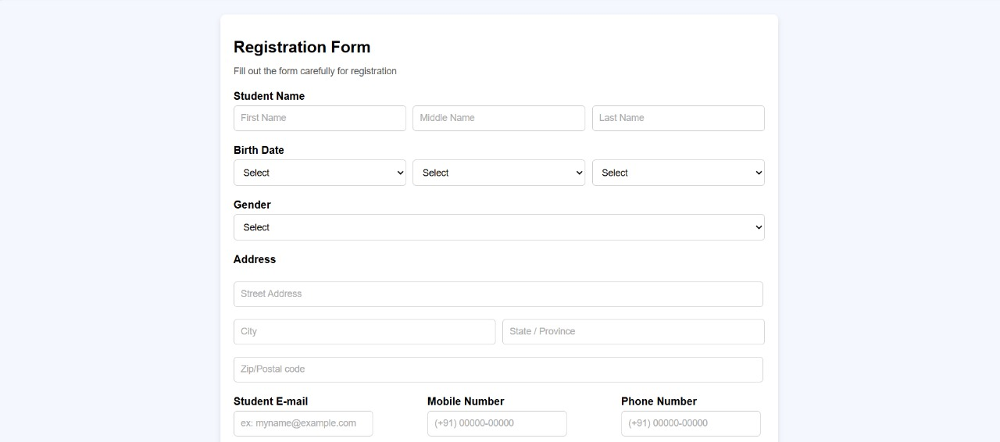 Registration Form
Fill out the form carefully for registration
Student Name
First Name Middle Name Last Name
Birth Date
Select Select Select
Gender
Select
Address
Street Address
City State / Province
Zip/Postal code
Student E-mail Mobile Number Phone Number
ex: myname@example.com (+91) 00000-00000 (+91) 00000-00000